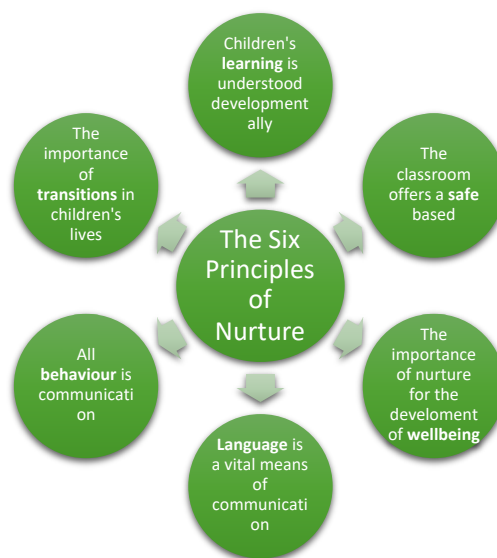 Children's
learning is
understood
development
ally
The
importance
of
transitions in
children's
lives
The
classroom
offers a safe
based
The Six
Principles
of
Nurture
All
behaviour is
communicati
on
The
importance
of nurture
for the
develoment
of wellbeing
Language is
a vital means
of
communicati
on